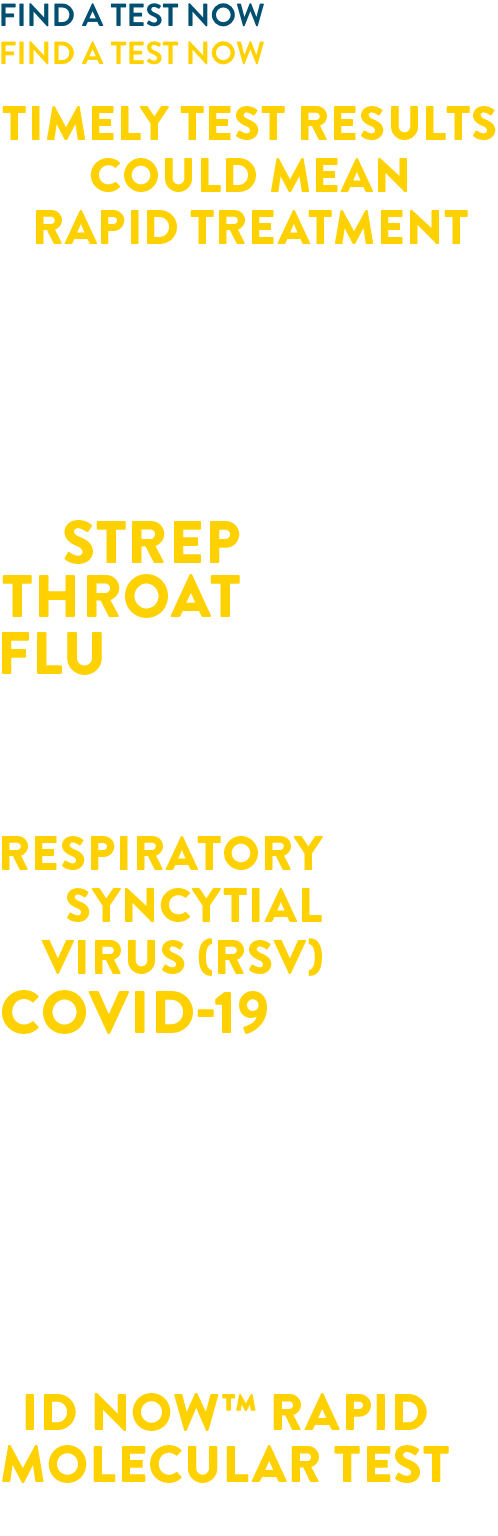 FIND A TEST NOW
FIND A TEST NOW
TIMELY TEST RESULTS
COULD MEAN
RAPID TREATMENT
STREP
THROAT
FLU
RESPIRATORY
SYNCYTIAL
VIRUS (RSV)
COVID-19
ID NOW™ RAPID
MOLECULAR TEST